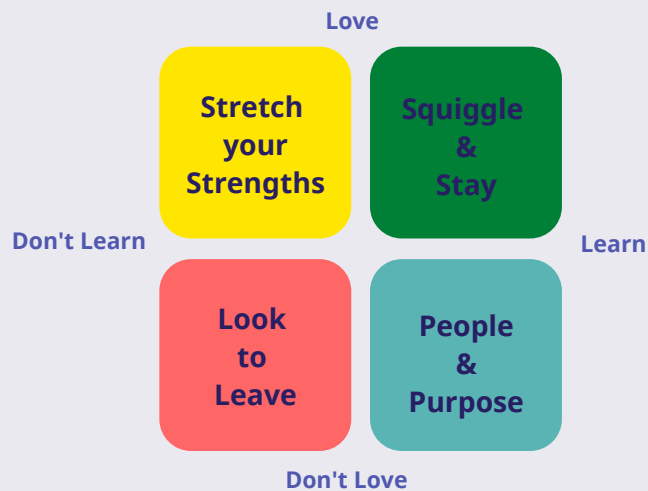 Love
Stretch
your
Strengths
Squiggle
&
Stay
Don't Learn
Learn
Look
to
Leave
People
&
Purpose
Don't Love